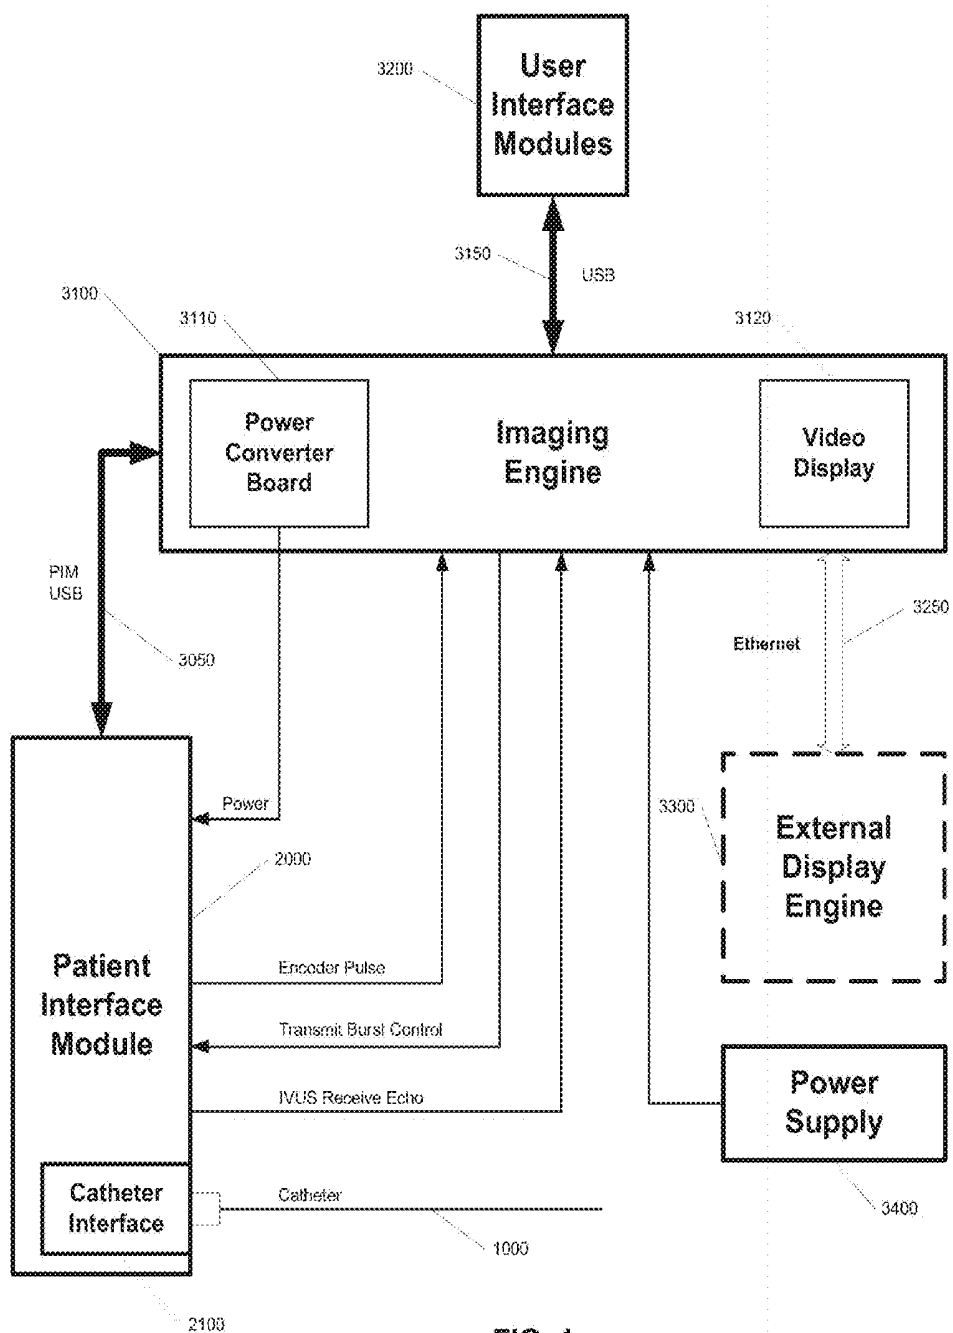 User
Interface
Modules
3200
3150
USB
3100
3110
3120
Power
Converter
Board
Imaging
Engine
Video
Display
PIM
USB
3050
Ethernet
3250
Power
2000
3300
External
Display
Engine
Patient
Interface
Module
Encoder Pulse
Transmit Burst Control
IVUS Receive Echo
Power
Supply
3400
Catheter
Interface
Catheter
1000
2100